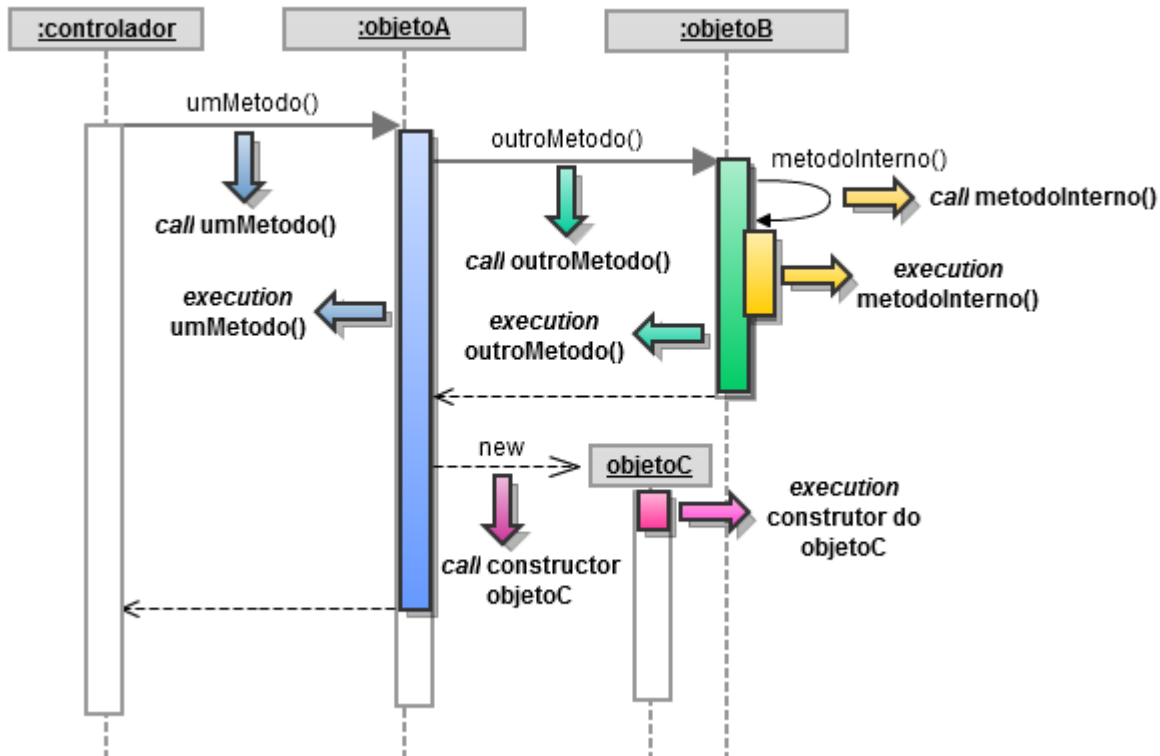 :controlador
:objetoA
:objetoB
umMetodo()
outroMetodo()
metodoInterno()
call umMetodo()
call outroMetodo()
call metodoInterno()
execution
umMetodo()
execution
outroMetodo()
execution
metodoInterno()
new
objetoC
call constructor
objetoC
execution
construtor do
objetoC